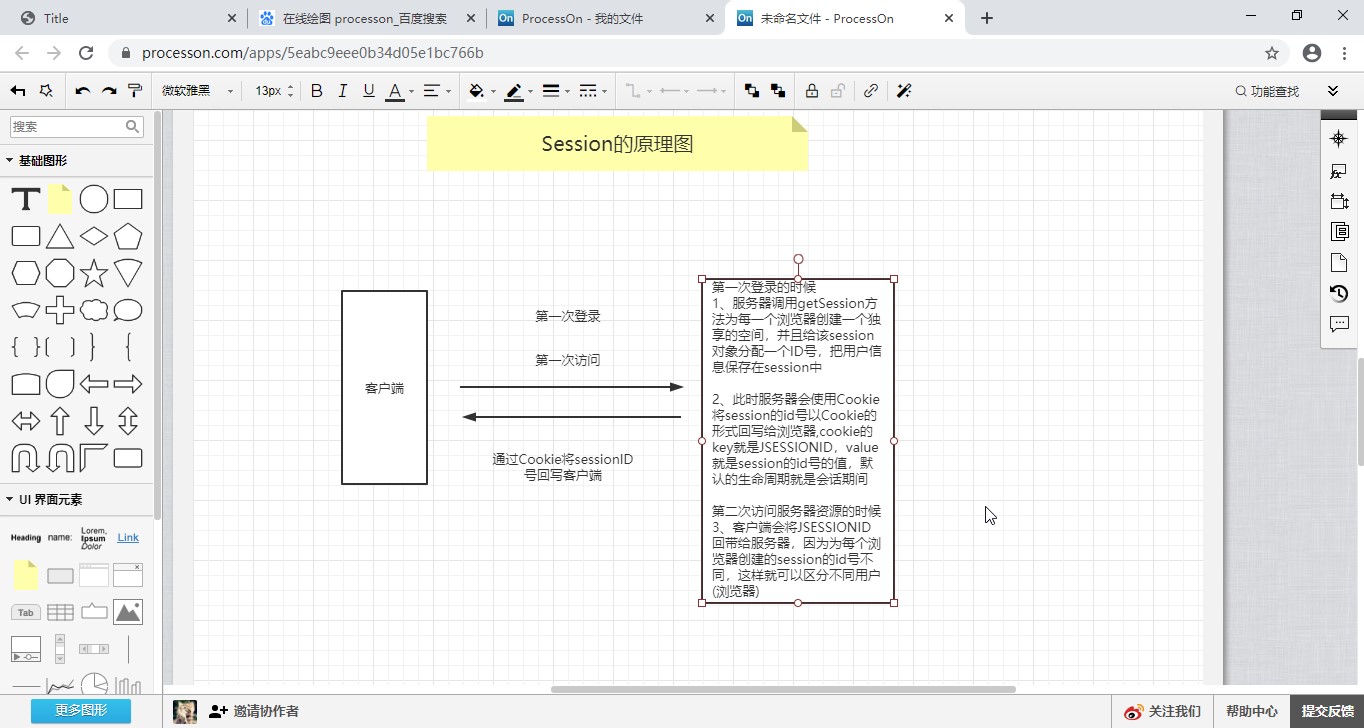 Title
在线绘图 processon_百度搜索
On
ProcessOn - 我的文件
On
未命名文件 - ProcessOn
processon.com/apps/5eabc9eee0b34d05e1bc766b
微软雅黑
13px
B
I
U
A
功能查找
搜索
基础图形
T
UI 界面元素
Heading
name:
Lorem,
Ipsum
Dolor
Link
Tab
更多图形
Session的原理图
客户端
第一次登录
第一次访问
通过Cookie将sessionID
号回写客户端
第一次登录的时候
1、服务器调用getSession方
法为每一个浏览器创建一个独
享的空间，并且给该session
对象分配一个ID号，把用户信
息保存在session中
2、此时服务器会使用Cookie
将session的id号以Cookie的
形式回写给浏览器,cookie的
key就是JSESSIONID，value
就是session的id号的值，默
认的生命周期就是会话期间
第二次访问服务器资源的时候
3、客户端会将JSESSIONID
回带给服务器，因为为每个浏
览器创建的session的id号不
同，这样就可以区分不同用户
(浏览器)
邀请协作者
关注我们
帮助中心
提交反馈